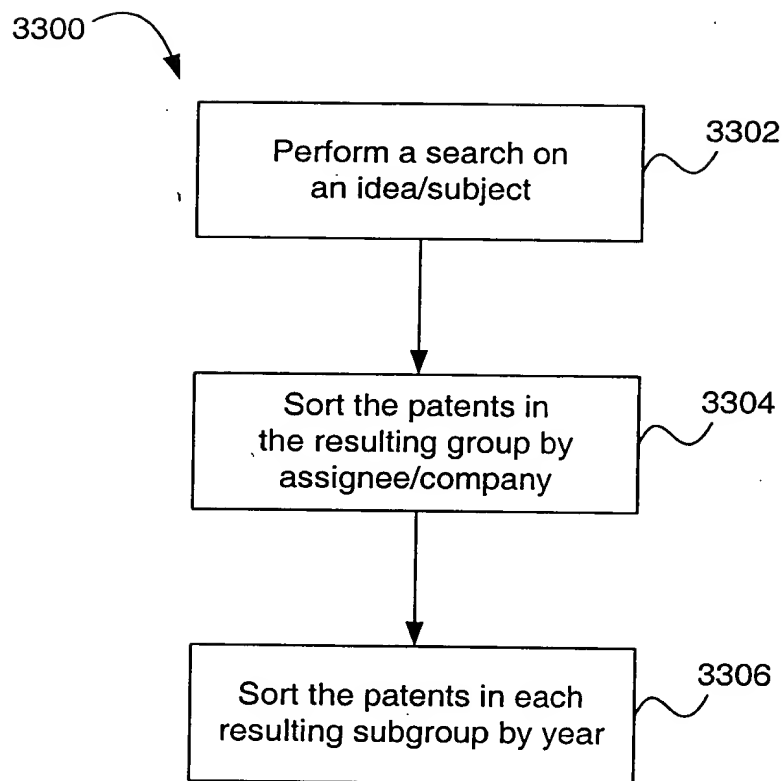 3300
Perform a search on
an idea/subject
3302
Sort the patents in
the resulting group by
assignee/company
3304
Sort the patents in each
resulting subgroup by year
3306